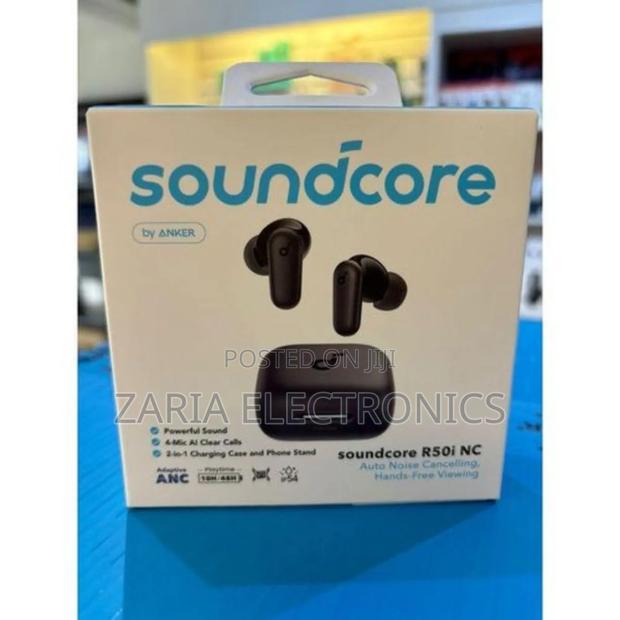 soundcore
by ANKER
POSTED ON JIJI
ZARIA ELECTRONICS
Powerful Sound
4-Mic AI Clear Calls
2-in-1 Charging Case and Phone Stand
soundcore R50i NC
Auto Noise Cancelling,
Hands-Free Viewing
Adaptive
ANC
Playtime
10H/45H
IP54